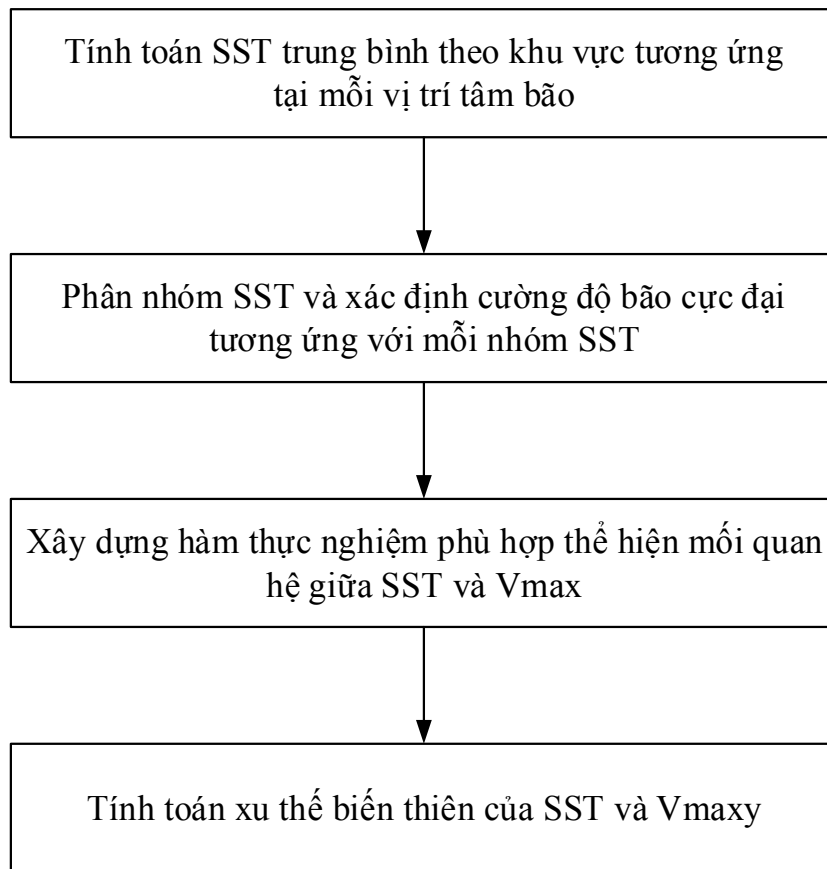 Tính toán SST trung bình theo khu vực tương ứng
tại mỗi vị trí tâm bão
Phân nhóm SST và xác định cường độ bão cực đại
tương ứng với mỗi nhóm SST
Xây dựng hàm thực nghiệm phù hợp thể hiện mối quan
hệ giữa SST và Vmax
Tính toán xu thế biến thiên của SST và Vmaxy